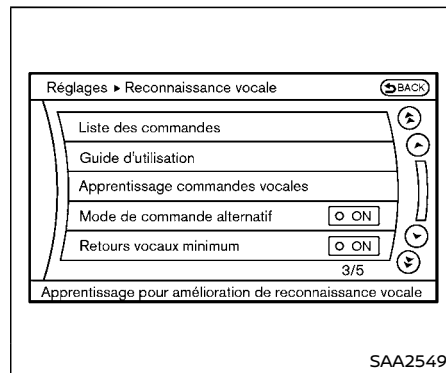 Réglages ▶ Reconnaissance vocale BACK
Liste des commandes
Guide d'utilisation
Apprentissage commandes vocales
Mode de commande alternatif ON
Retours vocaux minimum ON
3/5
Apprentissage pour amélioration de reconnaissance vocale
SAA2549